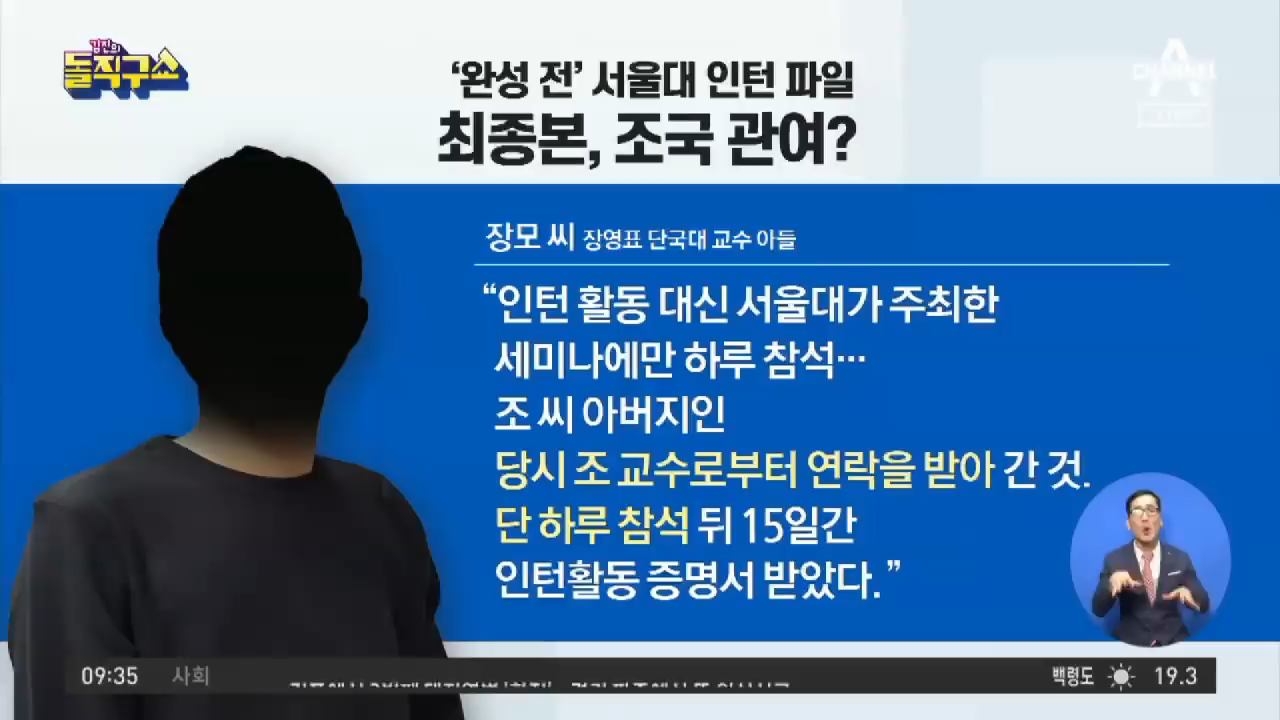 김진의
돌직구쇼
‘완성 전’ 서울대 인턴 파일
최종본, 조국 관여?
장모 씨 장영표 단국대 교수 아들
“인턴 활동 대신 서울대가 주최한
세미나에만 하루 참석…
조 씨 아버지인
당시 조 교수로부터 연락을 받아 간 것.
단 하루 참석 뒤 15일간
인턴활동 증명서 받았다.”
09:35 사회
백령도 19.3